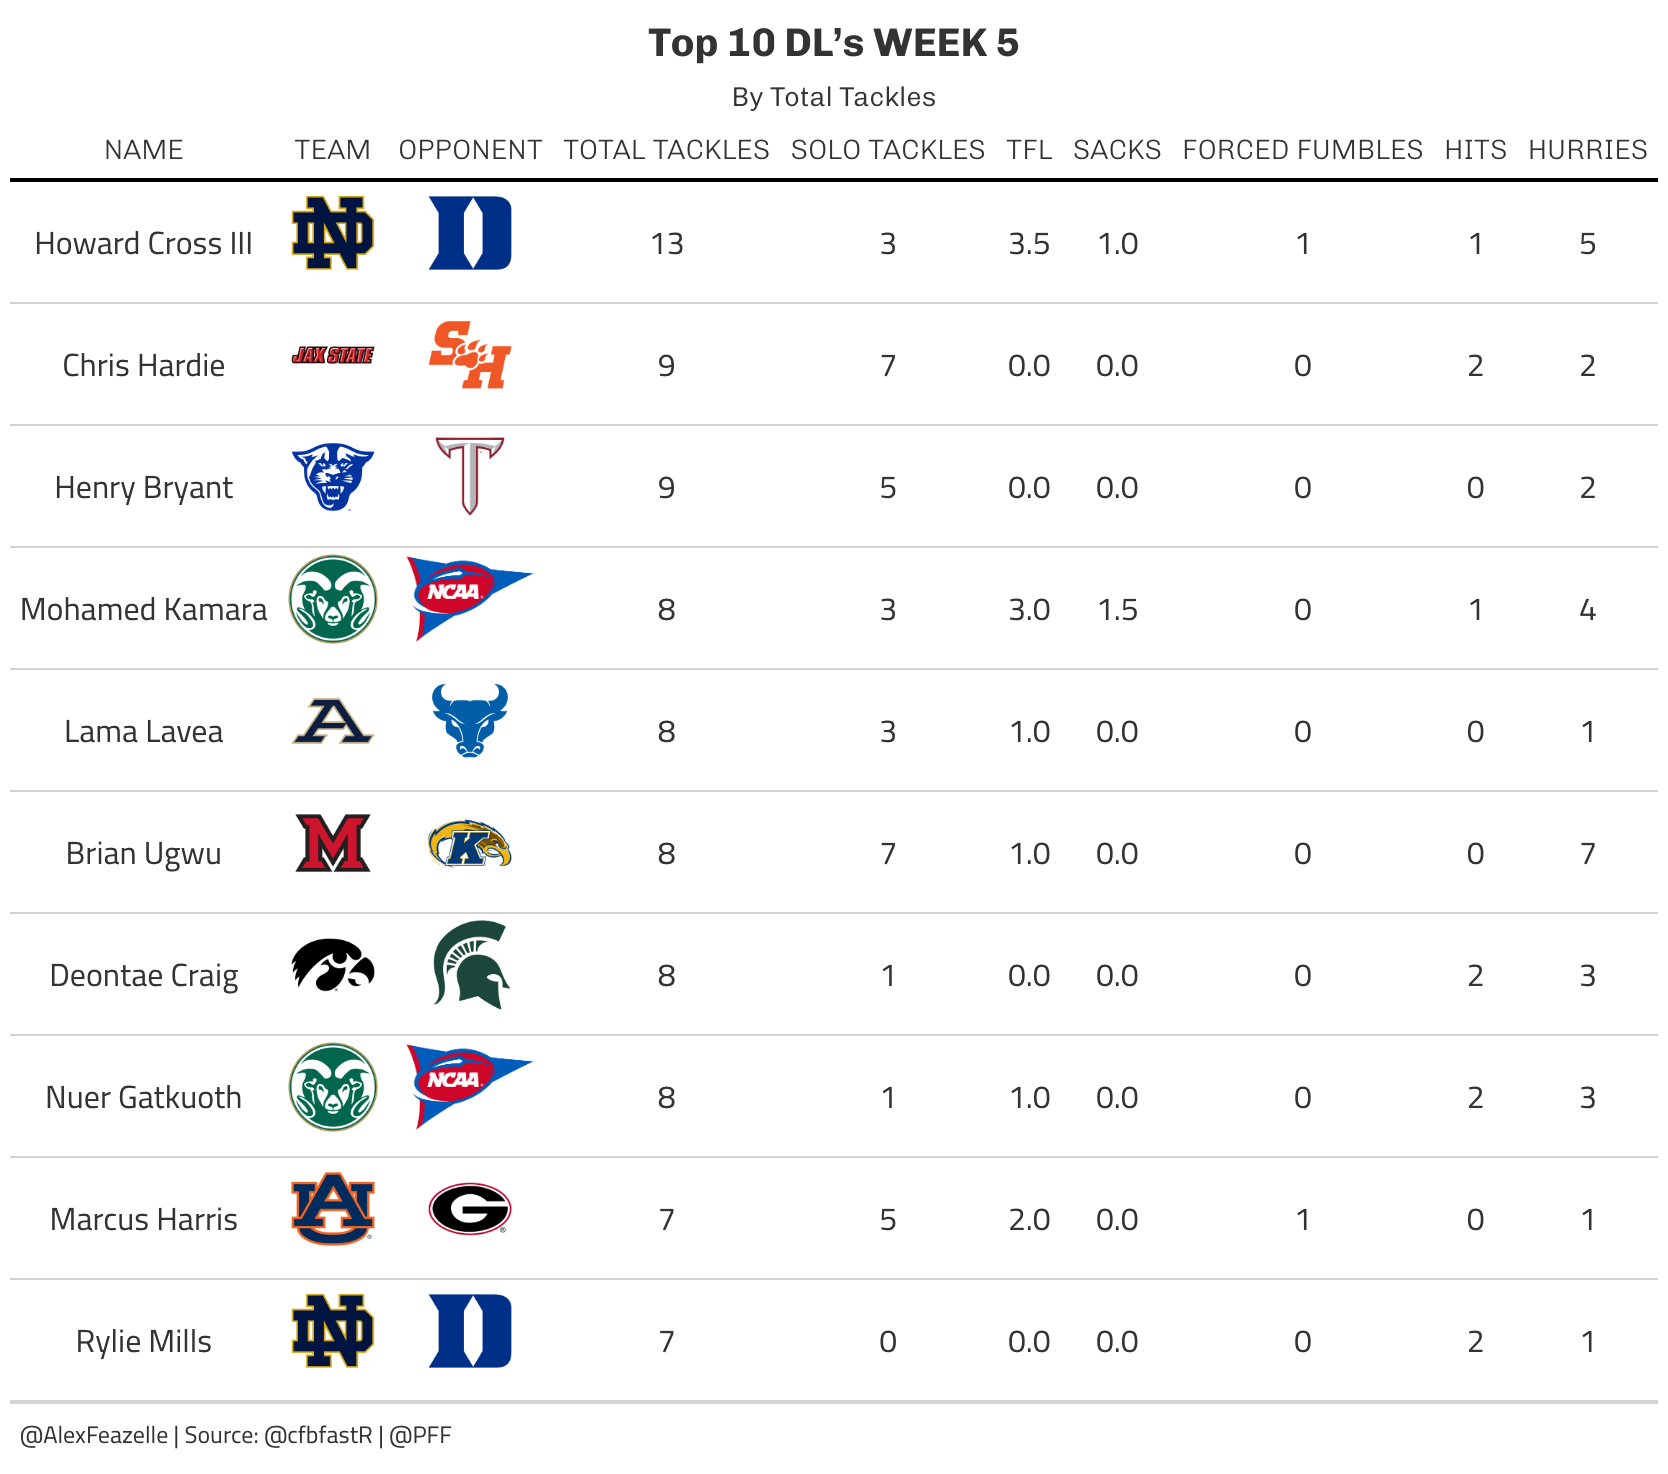 Top 10 DL’s WEEK 5
By Total Tackles
NAME TEAM OPPONENT TOTAL TACKLES SOLO TACKLES TFL SACKS FORCED FUMBLES HITS HURRIES
Howard Cross III ND D 13 3 3.5 1.0 1 1 5
Chris Hardie JAX STATE SH 9 7 0.0 0.0 0 2 2
Henry Bryant T 9 5 0.0 0.0 0 0 2
Mohamed Kamara NCAA 8 3 3.0 1.5 0 1 4
Lama Lavea A 8 3 1.0 0.0 0 0 1
Brian Ugwu M K 8 7 1.0 0.0 0 0 7
Deontae Craig 8 1 0.0 0.0 0 2 3
Nuer Gatkuoth NCAA 8 1 1.0 0.0 0 2 3
Marcus Harris AU G 7 5 2.0 0.0 1 0 1
Rylie Mills ND D 7 0 0.0 0.0 0 2 1
@AlexFeazelle | Source: @cfbfastR | @PFF